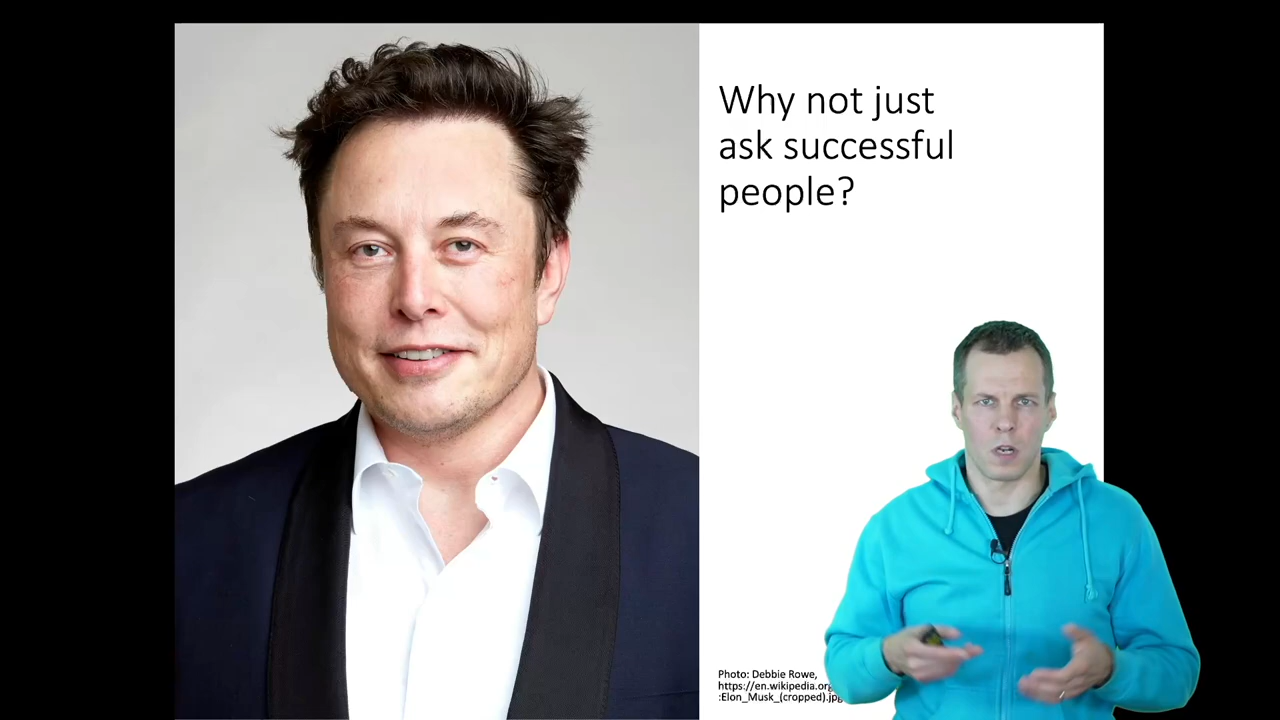 Why not just
ask successful
people?
Photo: Debbie Rowe,
https://en.wikipedia.org
:Elon_Musk_(cropped).jpg